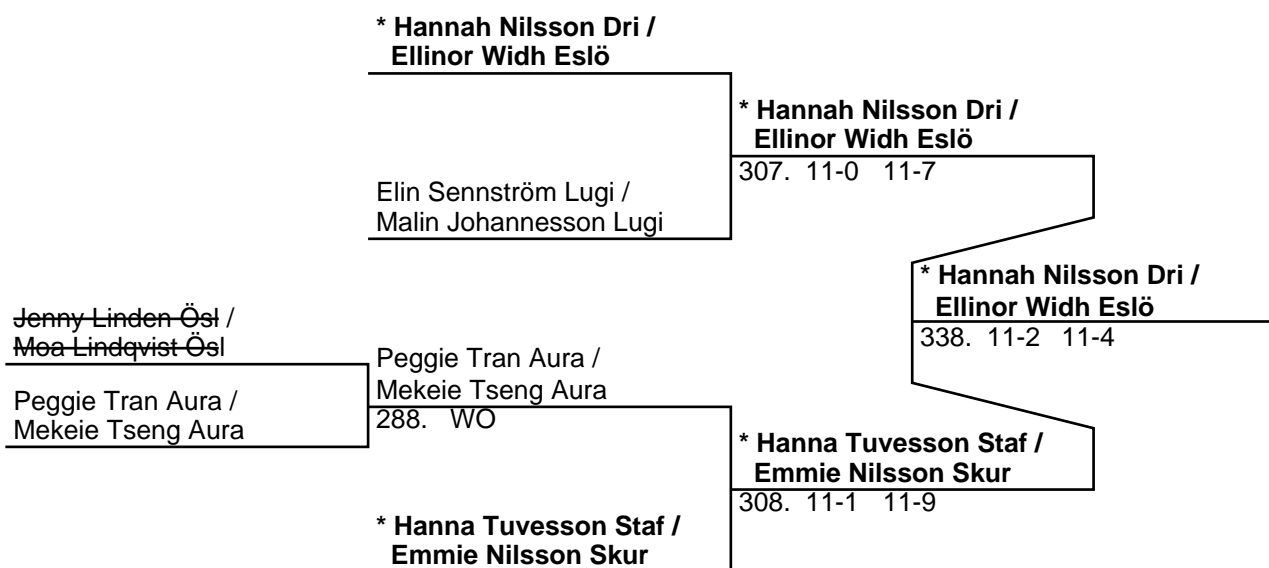 * Hannah Nilsson Dri /
Ellinor Widh Eslö
* Hannah Nilsson Dri /
Ellinor Widh Eslö
307. 11-0 11-7
Elin Sennström Lugi /
Malin Johannesson Lugi
* Hannah Nilsson Dri /
Ellinor Widh Eslö
338. 11-2 11-4
Jenny Linden Ösl /
Moa Lindqvist Ösl
Peggie Tran Aura /
Mekeie Tseng Aura
Peggie Tran Aura /
Mekeie Tseng Aura
288. WO
* Hanna Tuvesson Staf /
Emmie Nilsson Skur
308. 11-1 11-9
* Hanna Tuvesson Staf /
Emmie Nilsson Skur